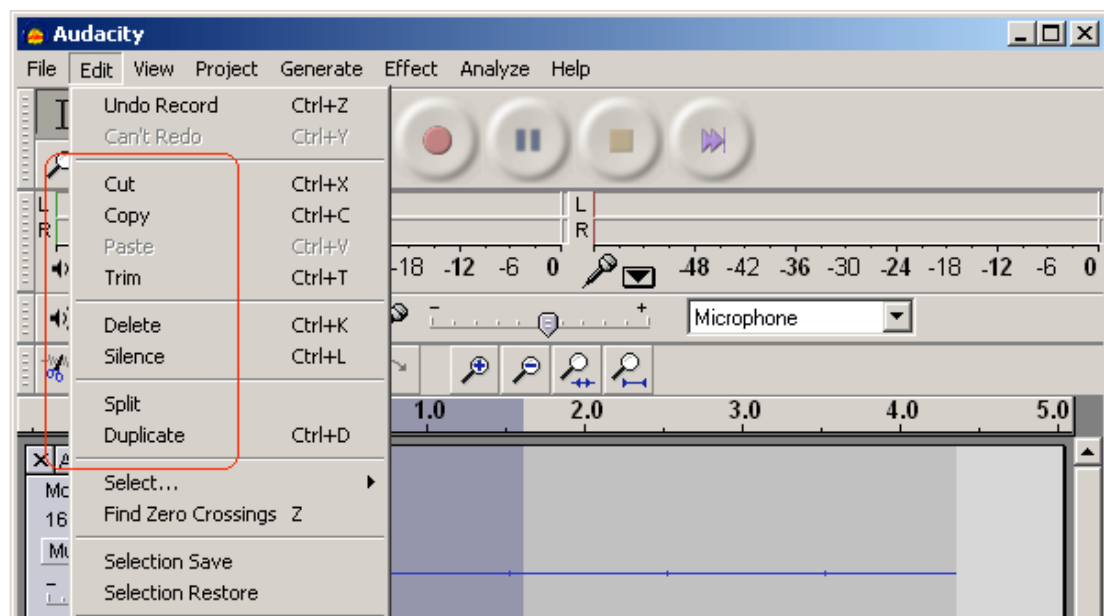 Audacity
File Edit View Project Generate Effect Analyze Help
Undo Record Ctrl+Z
Can't Redo Ctrl+Y
Cut Ctrl+X
Copy Ctrl+C
Paste Ctrl+V
Trim Ctrl+T
Delete Ctrl+K
Silence Ctrl+L
Split
Duplicate Ctrl+D
Select...
Find Zero Crossings Z
Selection Save
Selection Restore
L
R
L
R
-18 -12 -6 0 -48 -42 -36 -30 -24 -18 -12 -6 0
- + Microphone
1.0 2.0 3.0 4.0 5.0
X
16